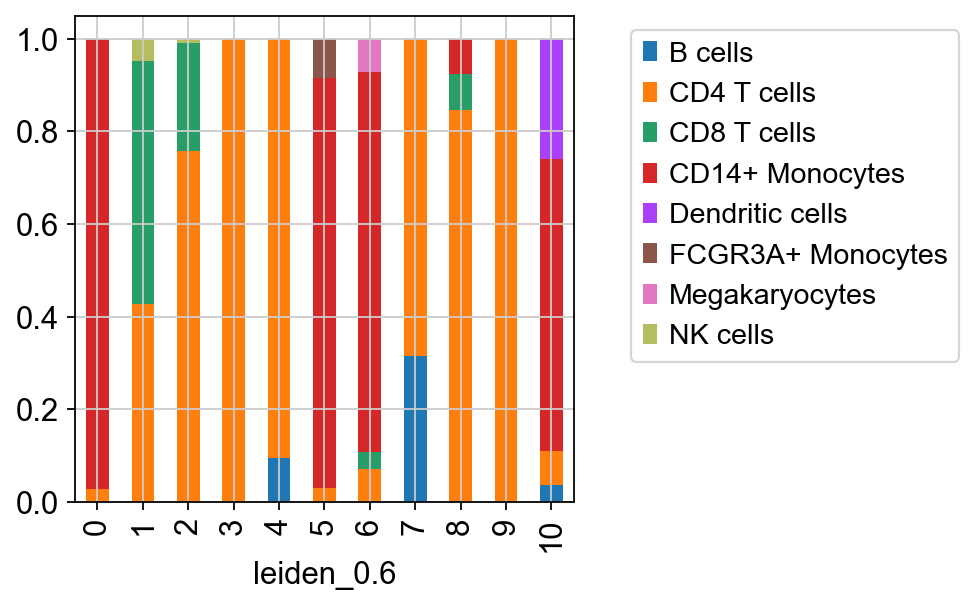 1.0
0.8
0.6
0.4
0.2
0.0
0
1
2
3
4
5
6
7
8
9
10
leiden_0.6
B cells
CD4 T cells
CD8 T cells
CD14+ Monocytes
Dendritic cells
FCGR3A+ Monocytes
Megakaryocytes
NK cells